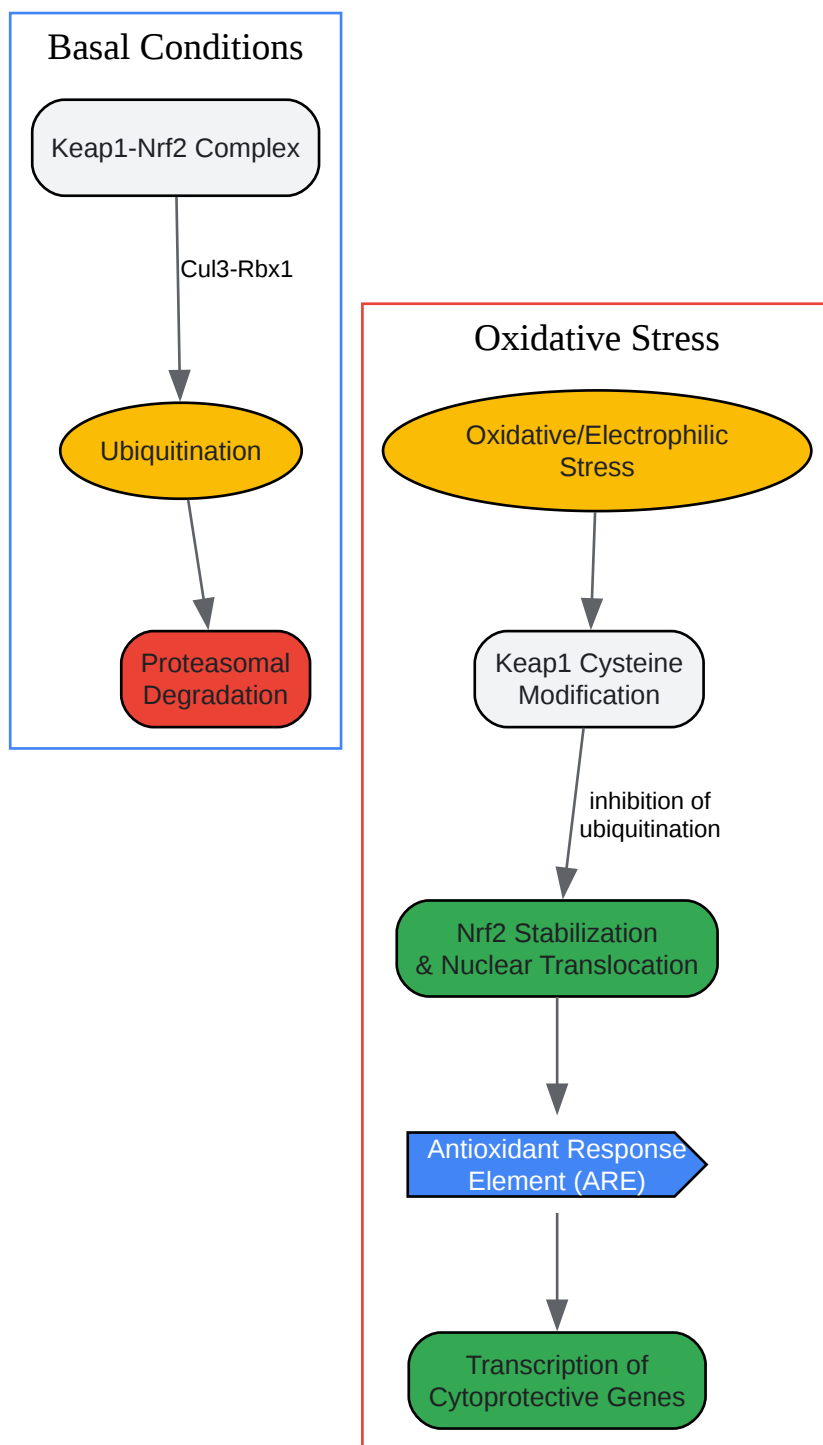 Basal Conditions
Keap1-Nrf2 Complex
Cul3-Rbx1
Ubiquitination
Proteasomal
Degradation
Oxidative Stress
Oxidative/Electrophilic
Stress
Keap1 Cysteine
Modification
inhibition of
ubiquitination
Nrf2 Stabilization
& Nuclear Translocation
Antioxidant Response
Element (ARE)
Transcription of
Cytoprotective Genes